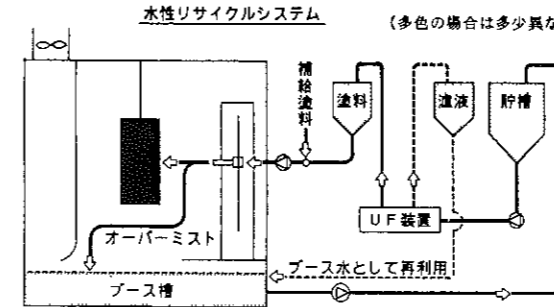 水性リサイクルシステム
(多色の場合は多少異な
補給塗料
塗料
濾液
貯槽
UF装置
オーバーミスト
ブース水として再利用
ブース槽